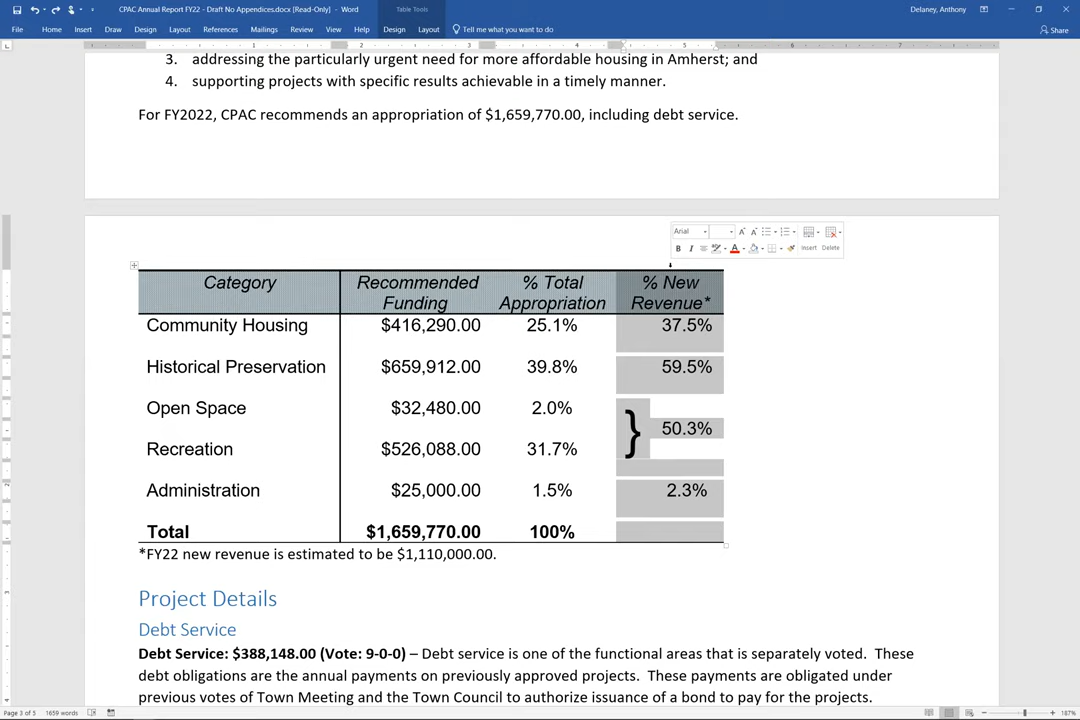 CPAC Annual Report FY22 - Draft No Appendices.docx [Read-Only] - Word
Table Tools
Delaney, Anthony
File Home Insert Draw Design Layout References Mailings Review View Help Design Layout Tell me what you want to do
Share
3. addressing the particularly urgent need for more affordable housing in Amherst; and
4. supporting projects with specific results achievable in a timely manner.
For FY2022, CPAC recommends an appropriation of $1,659,770.00, including debt service.
Arial
Insert Delete
Category Recommended Funding % Total Appropriation % New Revenue*
Community Housing $416,290.00 25.1% 37.5%
Historical Preservation $659,912.00 39.8% 59.5%
Open Space $32,480.00 2.0%
} 50.3%
Recreation $526,088.00 31.7%
Administration $25,000.00 1.5% 2.3%
Total $1,659,770.00 100%
*FY22 new revenue is estimated to be $1,110,000.00.
Project Details
Debt Service
Debt Service: $388,148.00 (Vote: 9-0-0) – Debt service is one of the functional areas that is separately voted. These
debt obligations are the annual payments on previously approved projects. These payments are obligated under
previous votes of Town Meeting and the Town Council to authorize issuance of a bond to pay for the projects.
Page 3 of 5 1659 words
187%